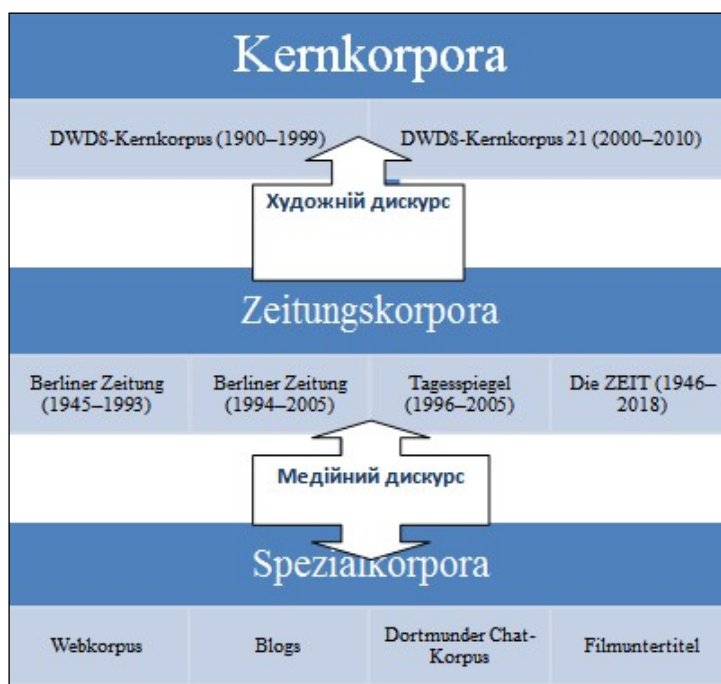 Kernkorpora
DWDS-Kernkorpus (1900–1999)
DWDS-Kernkorpus 21 (2000–2010)
Художній дискурс
Zeitungskorpora
Berliner Zeitung
(1945–1993)
Berliner Zeitung
(1994–2005)
Tagesspiegel
(1996–2005)
Die ZEIT (1946–
2018)
Медійний дискурс
Spezialkorpora
Webkorpus
Blogs
Dortmunder Chat-
Korpus
Filmuntertitel